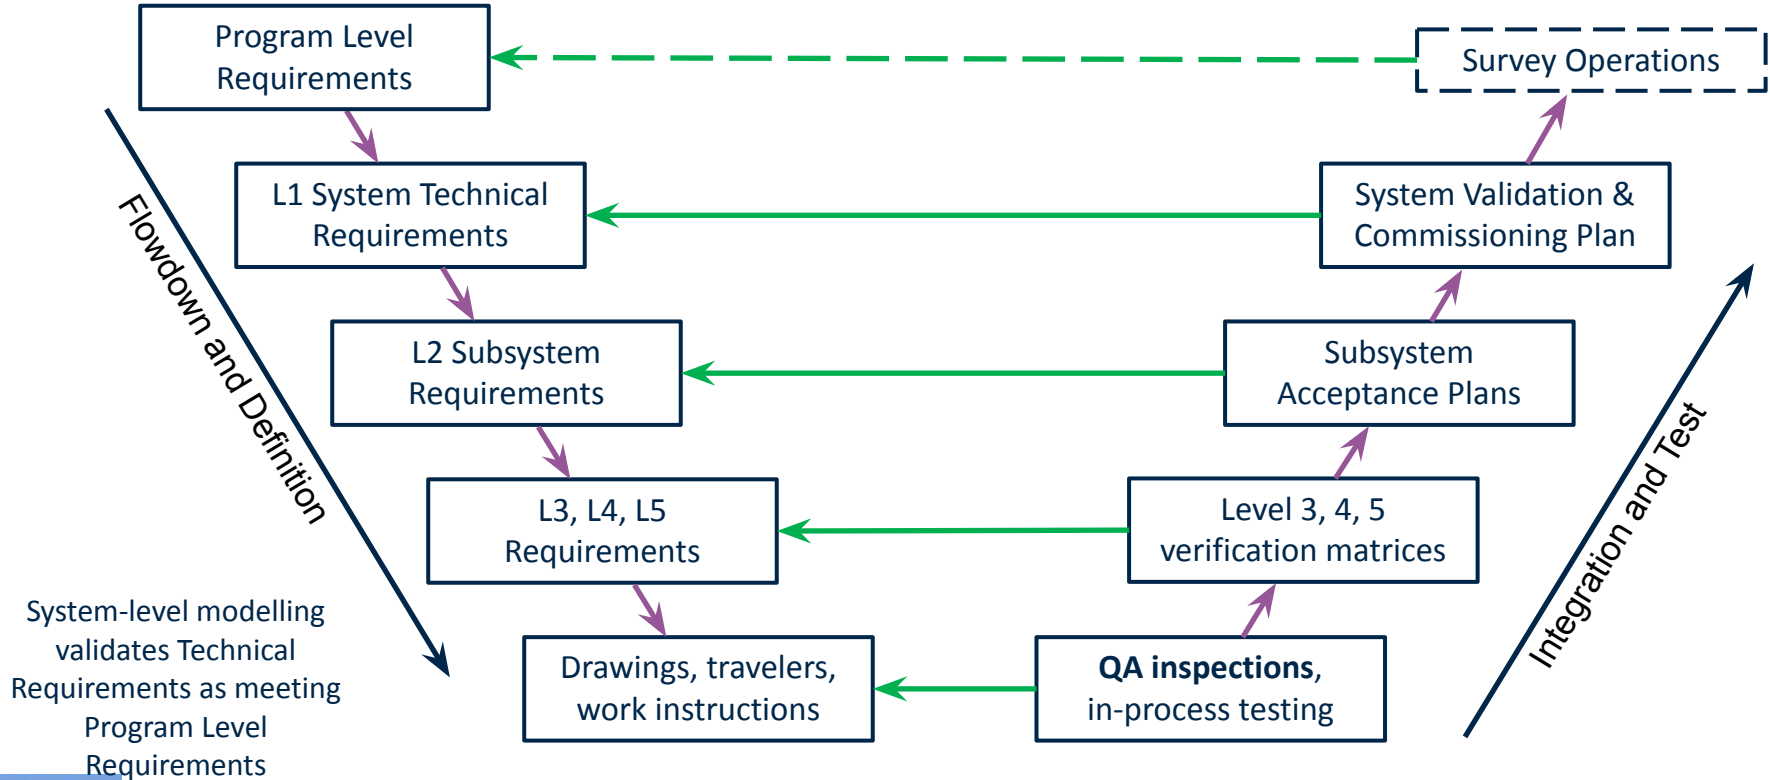 Program Level
Requirements
Survey Operations
L1 System Technical
Requirements
System Validation &
Commissioning Plan
Flowdown and Definition
L2 Subsystem
Requirements
Subsystem
Acceptance Plans
Integration and Test
L3, L4, L5
Requirements
Level 3, 4, 5
verification matrices
System-level modelling
validates Technical
Requirements as meeting
Program Level
Requirements
Drawings, travelers,
work instructions
QA inspections,
in-process testing